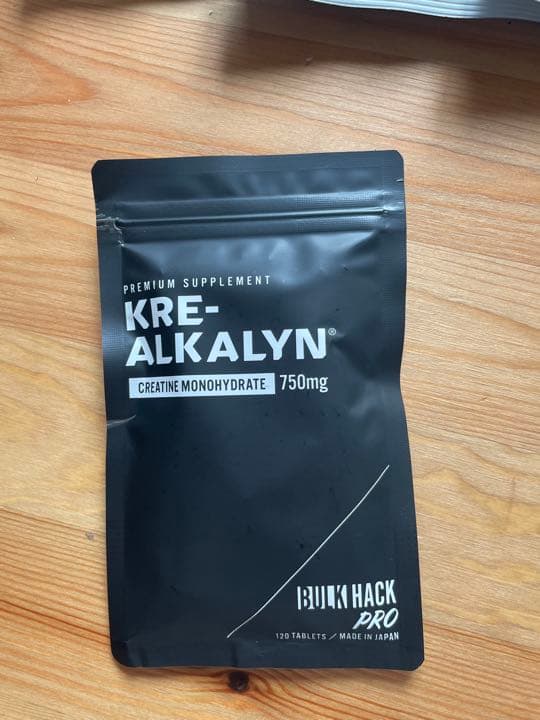 PREMIUM SUPPLEMENT
KRE-
ALKALYN®
CREATINE MONOHYDRATE 750mg
BULK HACK
PRO
120 TABLETS / MADE IN JAPAN